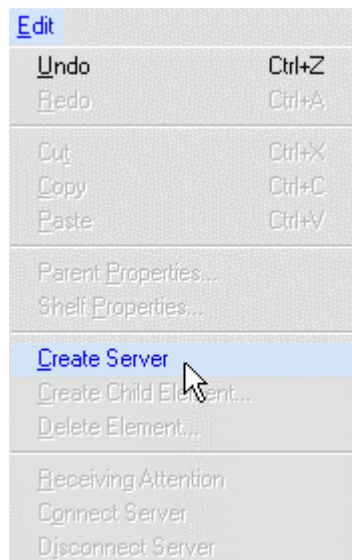 Edit
Undo Ctrl+Z
Redo Ctrl+A
Cut Ctrl+X
Copy Ctrl+C
Paste Ctrl+V
Parent Properties...
Shelf Properties...
Create Server
Create Child Element...
Delete Element...
Receiving Attention
Connect Server
Disconnect Server